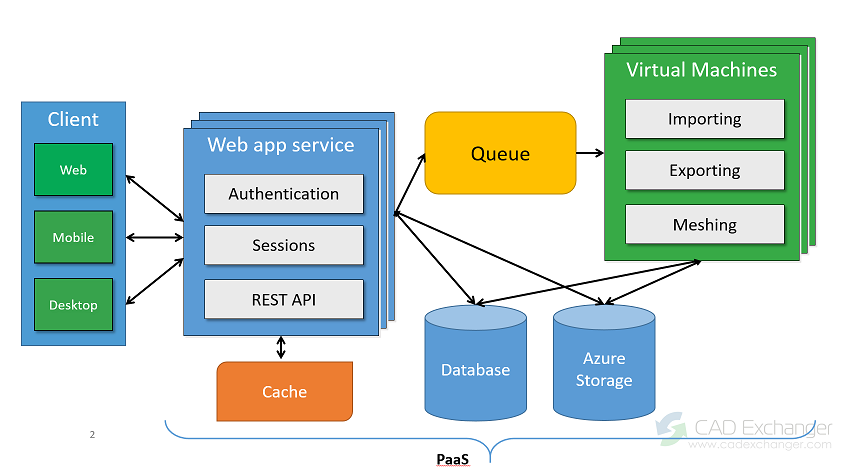 Client
Web
Mobile
Desktop
Web app service
Authentication
Sessions
REST API
Cache
Queue
Virtual Machines
Importing
Exporting
Meshing
Database
Azure
Storage
2
PaaS
CAD Exchanger
www.cadexchanger.com